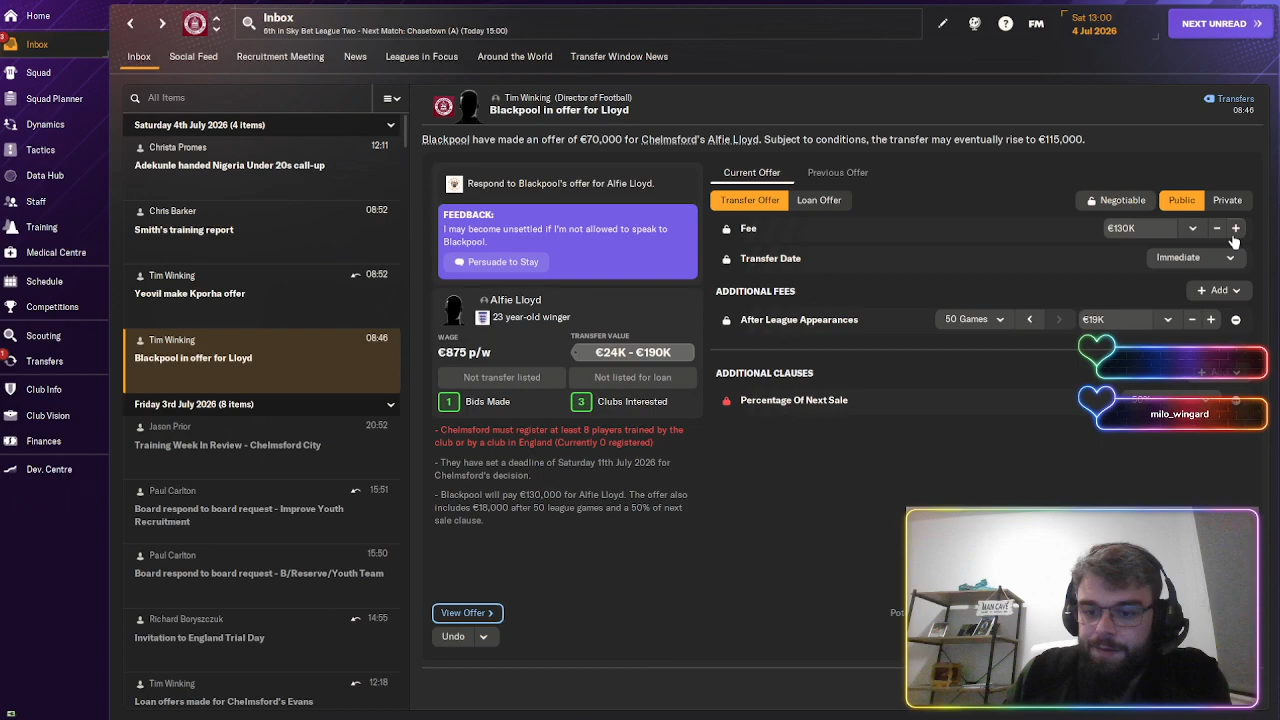 Home
3
Inbox
Squad
Squad Planner
Dynamics
Tactics
Data Hub
Staff
Training
Medical Centre
Schedule
Competitions
Scouting
1
Transfers
Club Info
Club Vision
Finances
Dev. Centre
Inbox
6th in Sky Bet League Two - Next Match: Chasetown (A) (Today 15:00)
FM
Sat 13:00
4 Jul 2026
NEXT UNREAD
Inbox
Social Feed
Recruitment Meeting
News
Leagues in Focus
Around the World
Transfer Window News
All Items
Saturday 4th July 2026 (4 items)
Christa Promes 12:11
Adekunle handed Nigeria Under 20s call-up
Chris Barker 08:52
Smith's training report
Tim Winking 08:52
Yeovil make Kporha offer
Tim Winking 08:46
Blackpool in offer for Lloyd
Friday 3rd July 2026 (8 items)
Jason Prior 20:52
Training Week In Review - Chelmsford City
Paul Carlton 15:51
Board respond to board request - Improve Youth
Recruitment
Paul Carlton 15:50
Board respond to board request - B/Reserve/Youth Team
Richard Boryszczuk 14:55
Invitation to England Trial Day
Tim Winking 12:18
Loan offers made for Chelmsford's Evans
Tim Winking (Director of Football)
Blackpool in offer for Lloyd
Transfers
08:46
Blackpool have made an offer of €70,000 for Chelmsford's Alfie Lloyd. Subject to conditions, the transfer may eventually rise to €115,000.
Respond to Blackpool's offer for Alfie Lloyd.
FEEDBACK:
I may become unsettled if I'm not allowed to speak to
Blackpool.
Persuade to Stay
Alfie Lloyd
23 year-old winger
WAGE TRANSFER VALUE
€875 p/w €24K - €190K
Not transfer listed Not listed for loan
1 Bids Made 3 Clubs Interested
- Chelmsford must register at least 8 players trained by the
club or by a club in England (Currently 0 registered)
- They have set a deadline of Saturday 11th July 2026 for
Chelmsford's decision.
- Blackpool will pay €130,000 for Alfie Lloyd. The offer also
includes €18,000 after 50 league games and a 50% of next
sale clause.
View Offer
Undo
Current Offer Previous Offer
Transfer Offer Loan Offer Negotiable Public Private
Fee €130K - +
Transfer Date Immediate
ADDITIONAL FEES + Add
After League Appearances 50 Games €19K - +
ADDITIONAL CLAUSES
Percentage Of Next Sale 50%
milo_wingard
MAN CAVE